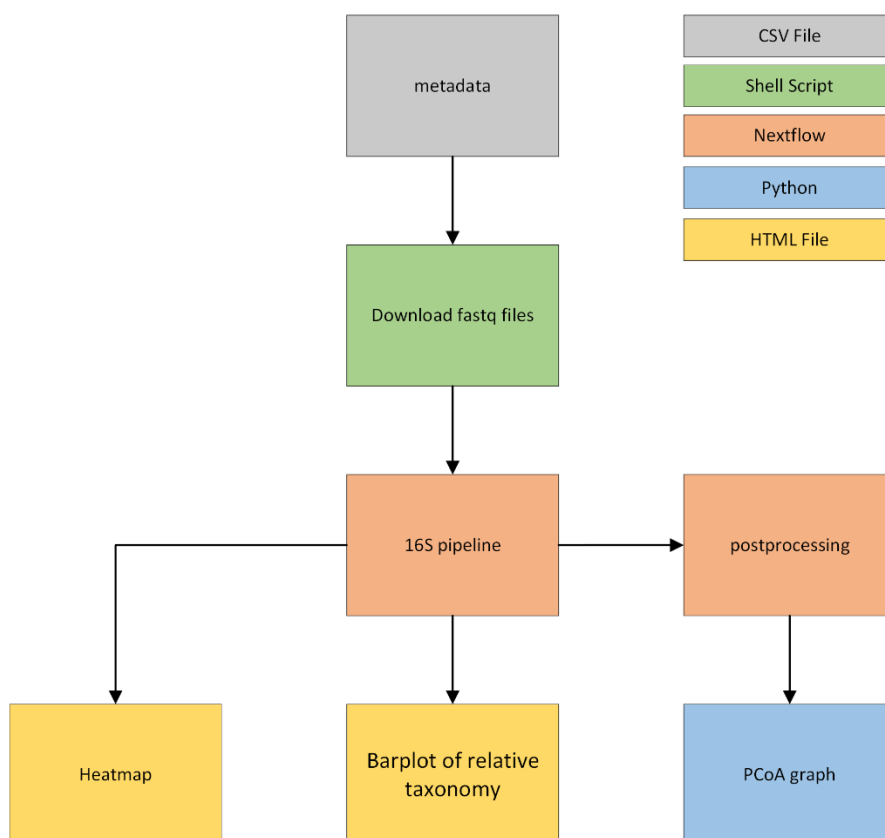 CSV File
metadata
Shell Script
Nextflow
Python
HTML File
Download fastq files
16S pipeline
postprocessing
Heatmap
Barplot of relative
taxonomy
PCoA graph